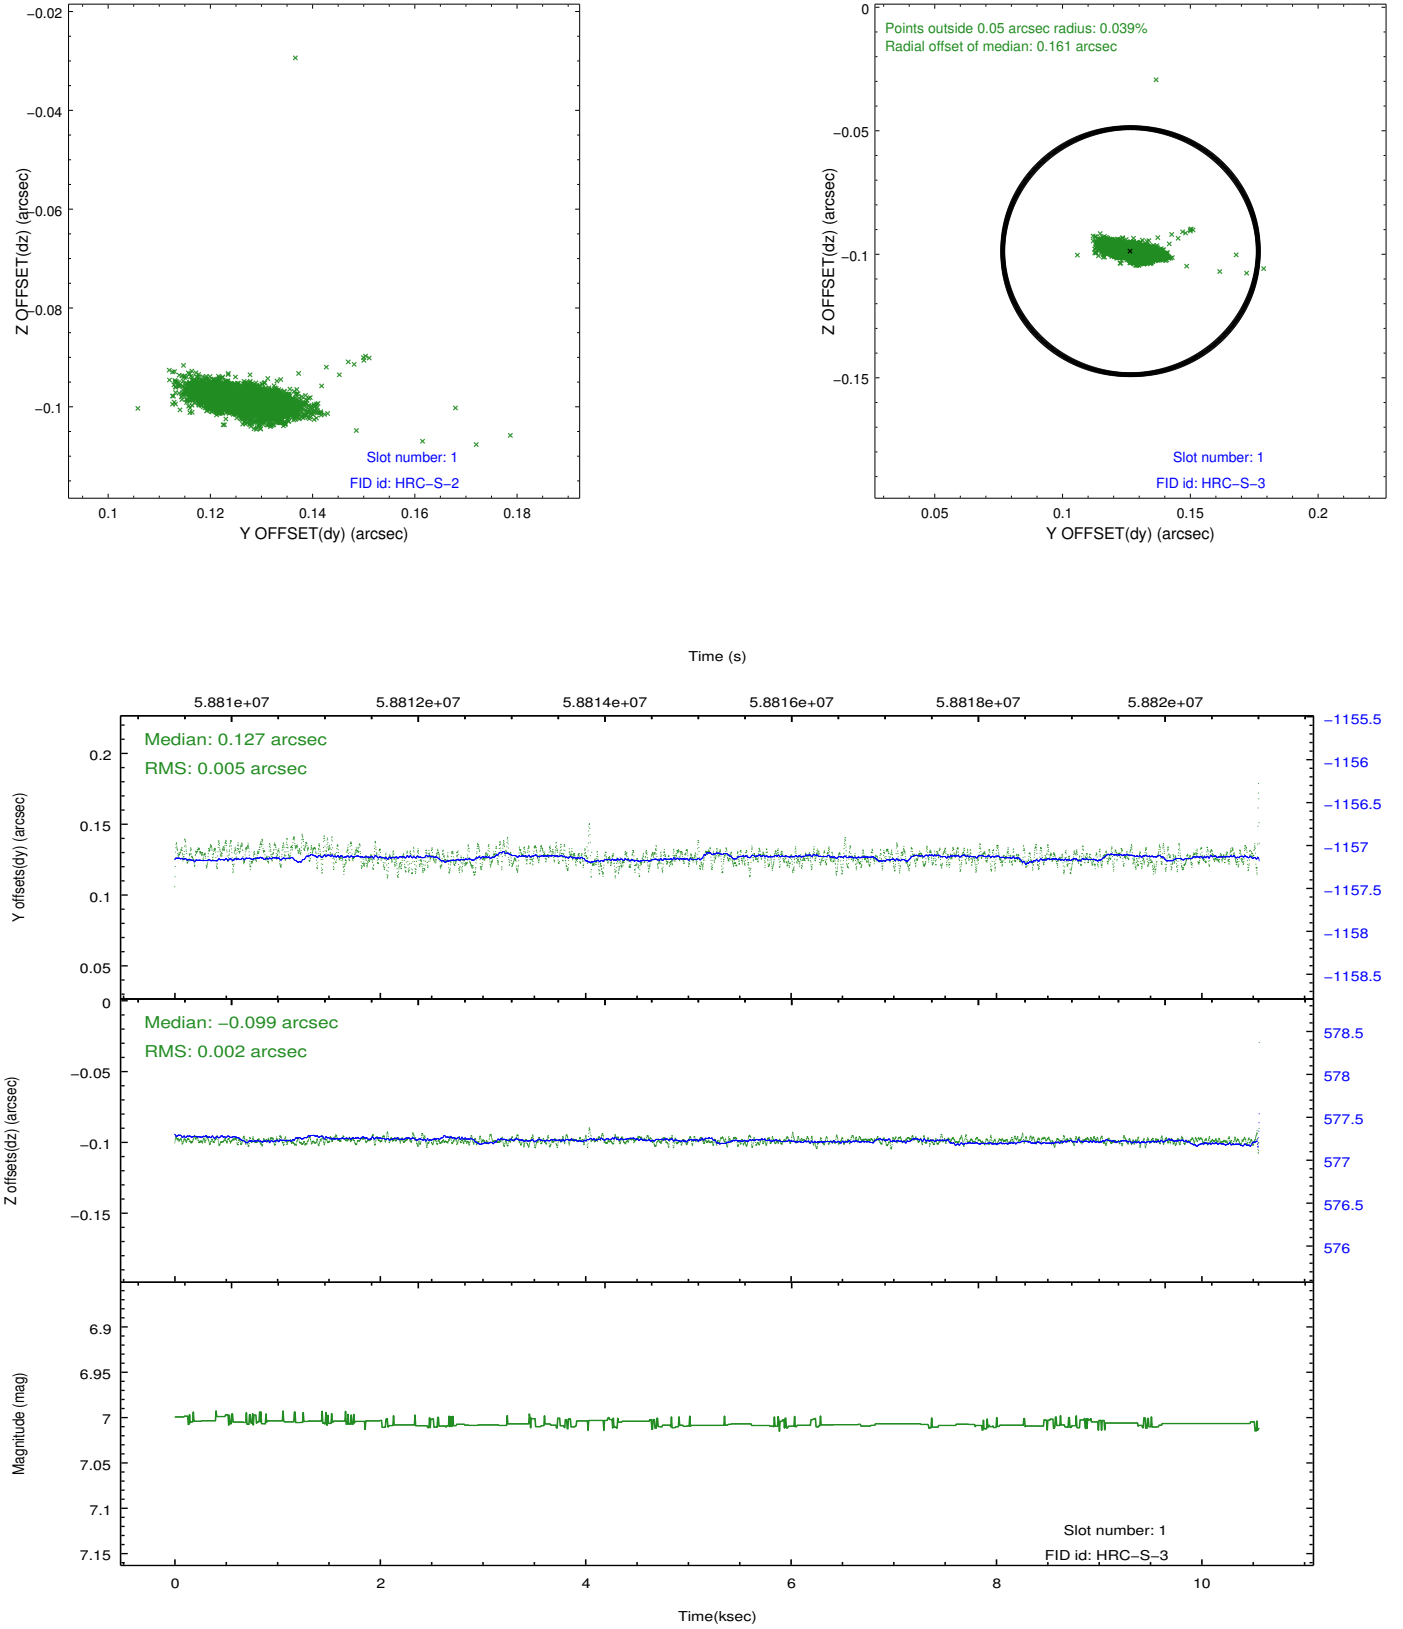 −0.02
−0.04
−0.06
−0.08
−0.1
Z OFFSET(dz) (arcsec)
Slot number: 1
FID id: HRC−S−2
0.1 0.12 0.14 0.16 0.18
Y OFFSET(dy) (arcsec)
0
−0.05
−0.1
−0.15
Z OFFSET(dz) (arcsec)
Points outside 0.05 arcsec radius: 0.039%
Radial offset of median: 0.161 arcsec
Slot number: 1
FID id: HRC−S−3
0.05 0.1 0.15 0.2
Y OFFSET(dy) (arcsec)
Time (s)
5.881e+07 5.8812e+07 5.8814e+07 5.8816e+07 5.8818e+07 5.882e+07
Median: 0.127 arcsec
RMS: 0.005 arcsec
0.2
0.15
0.1
0.05
Y offsets(dy) (arcsec)
−1155.5
−1156
−1156.5
−1157
−1157.5
−1158
−1158.5
Median: −0.099 arcsec
RMS: 0.002 arcsec
0
−0.05
−0.1
−0.15
Z offsets(dz) (arcsec)
578.5
578
577.5
577
576.5
576
6.9
6.95
7
7.05
7.1
7.15
Magnitude (mag)
Slot number: 1
FID id: HRC−S−3
0 2 4 6 8 10
Time(ksec)